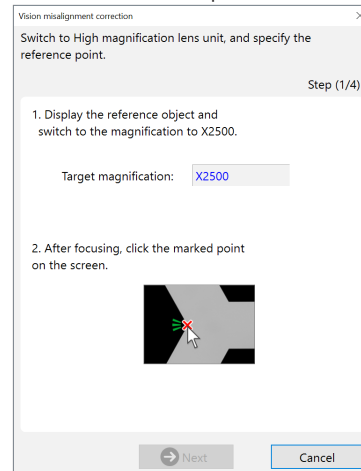 Vision misalignment correction
Switch to High magnification lens unit, and specify the
reference point.
Step (1/4)
1. Display the reference object and
switch to the magnification to X2500.
Target magnification: X2500
2. After focusing, click the marked point
on the screen.
Next Cancel